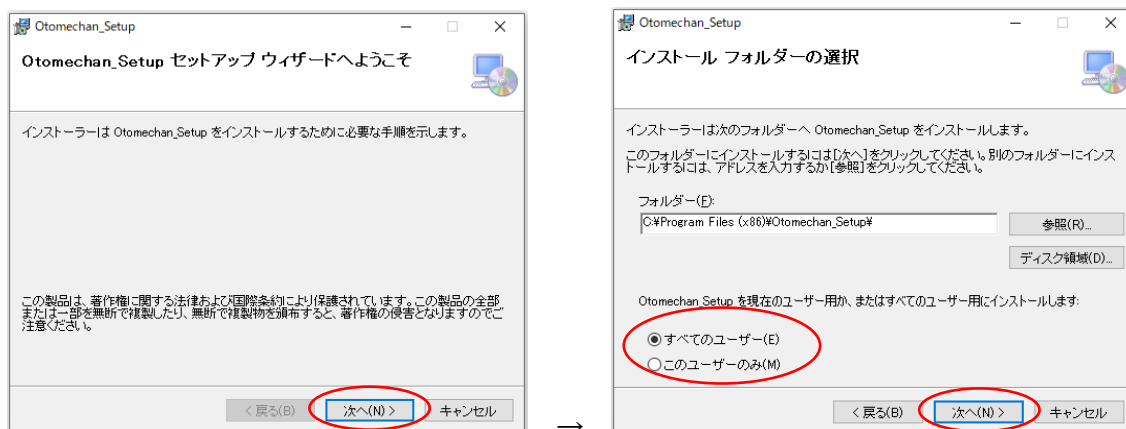 Otomechan_Setup
Otomechan_Setup セットアップ ウィザードへようこそ
インストーラーは Otomechan_Setup をインストールするために必要な手順を示します。
この製品は、著作権に関する法律および国際条約により保護されています。この製品の全部
または一部を無断で複製したり、無断で複製物を頒布すると、著作権の侵害となりますのでご
注意ください。
< 戻る(B)
次へ(N) >
キャンセル
→
Otomechan_Setup
インストール フォルダーの選択
インストーラーは次のフォルダーへ Otomechan_Setup をインストールします。
このフォルダーにインストールするには[次へ]をクリックしてください。別のフォルダーにインス
トールするには、アドレスを入力するか[参照]をクリックしてください。
フォルダー(F):
C:¥Program Files (x86)¥Otomechan_Setup¥
参照(R)...
ディスク領域(D)...
Otomechan_Setup を現在のユーザー用か、またはすべてのユーザー用にインストールします:
すべてのユーザー(E)
このユーザーのみ(M)
< 戻る(B)
次へ(N) >
キャンセル